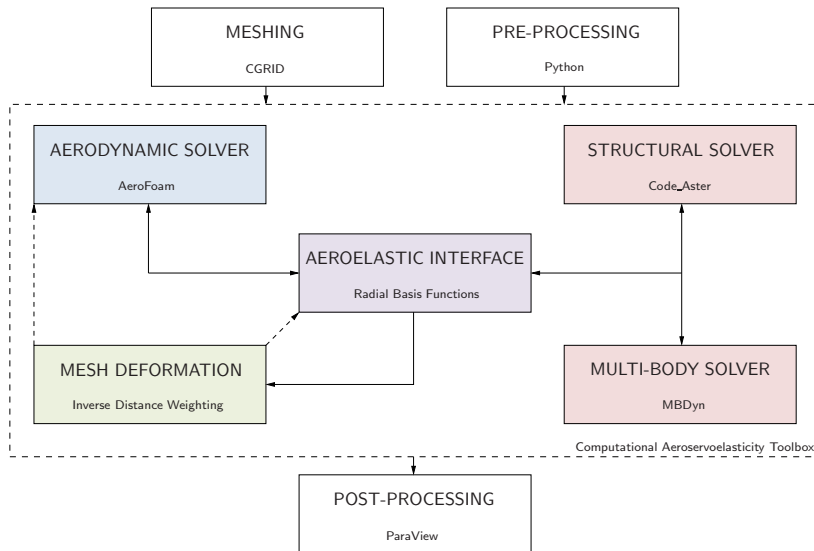 MESHING
CGRID
PRE-PROCESSING
Python
AERODYNAMIC SOLVER
AeroFoam
STRUCTURAL SOLVER
Code_Aster
AEROELASTIC INTERFACE
Radial Basis Functions
MESH DEFORMATION
Inverse Distance Weighting
MULTI-BODY SOLVER
MBDyn
Computational Aeroservoelasticity Toolbox
POST-PROCESSING
ParaView